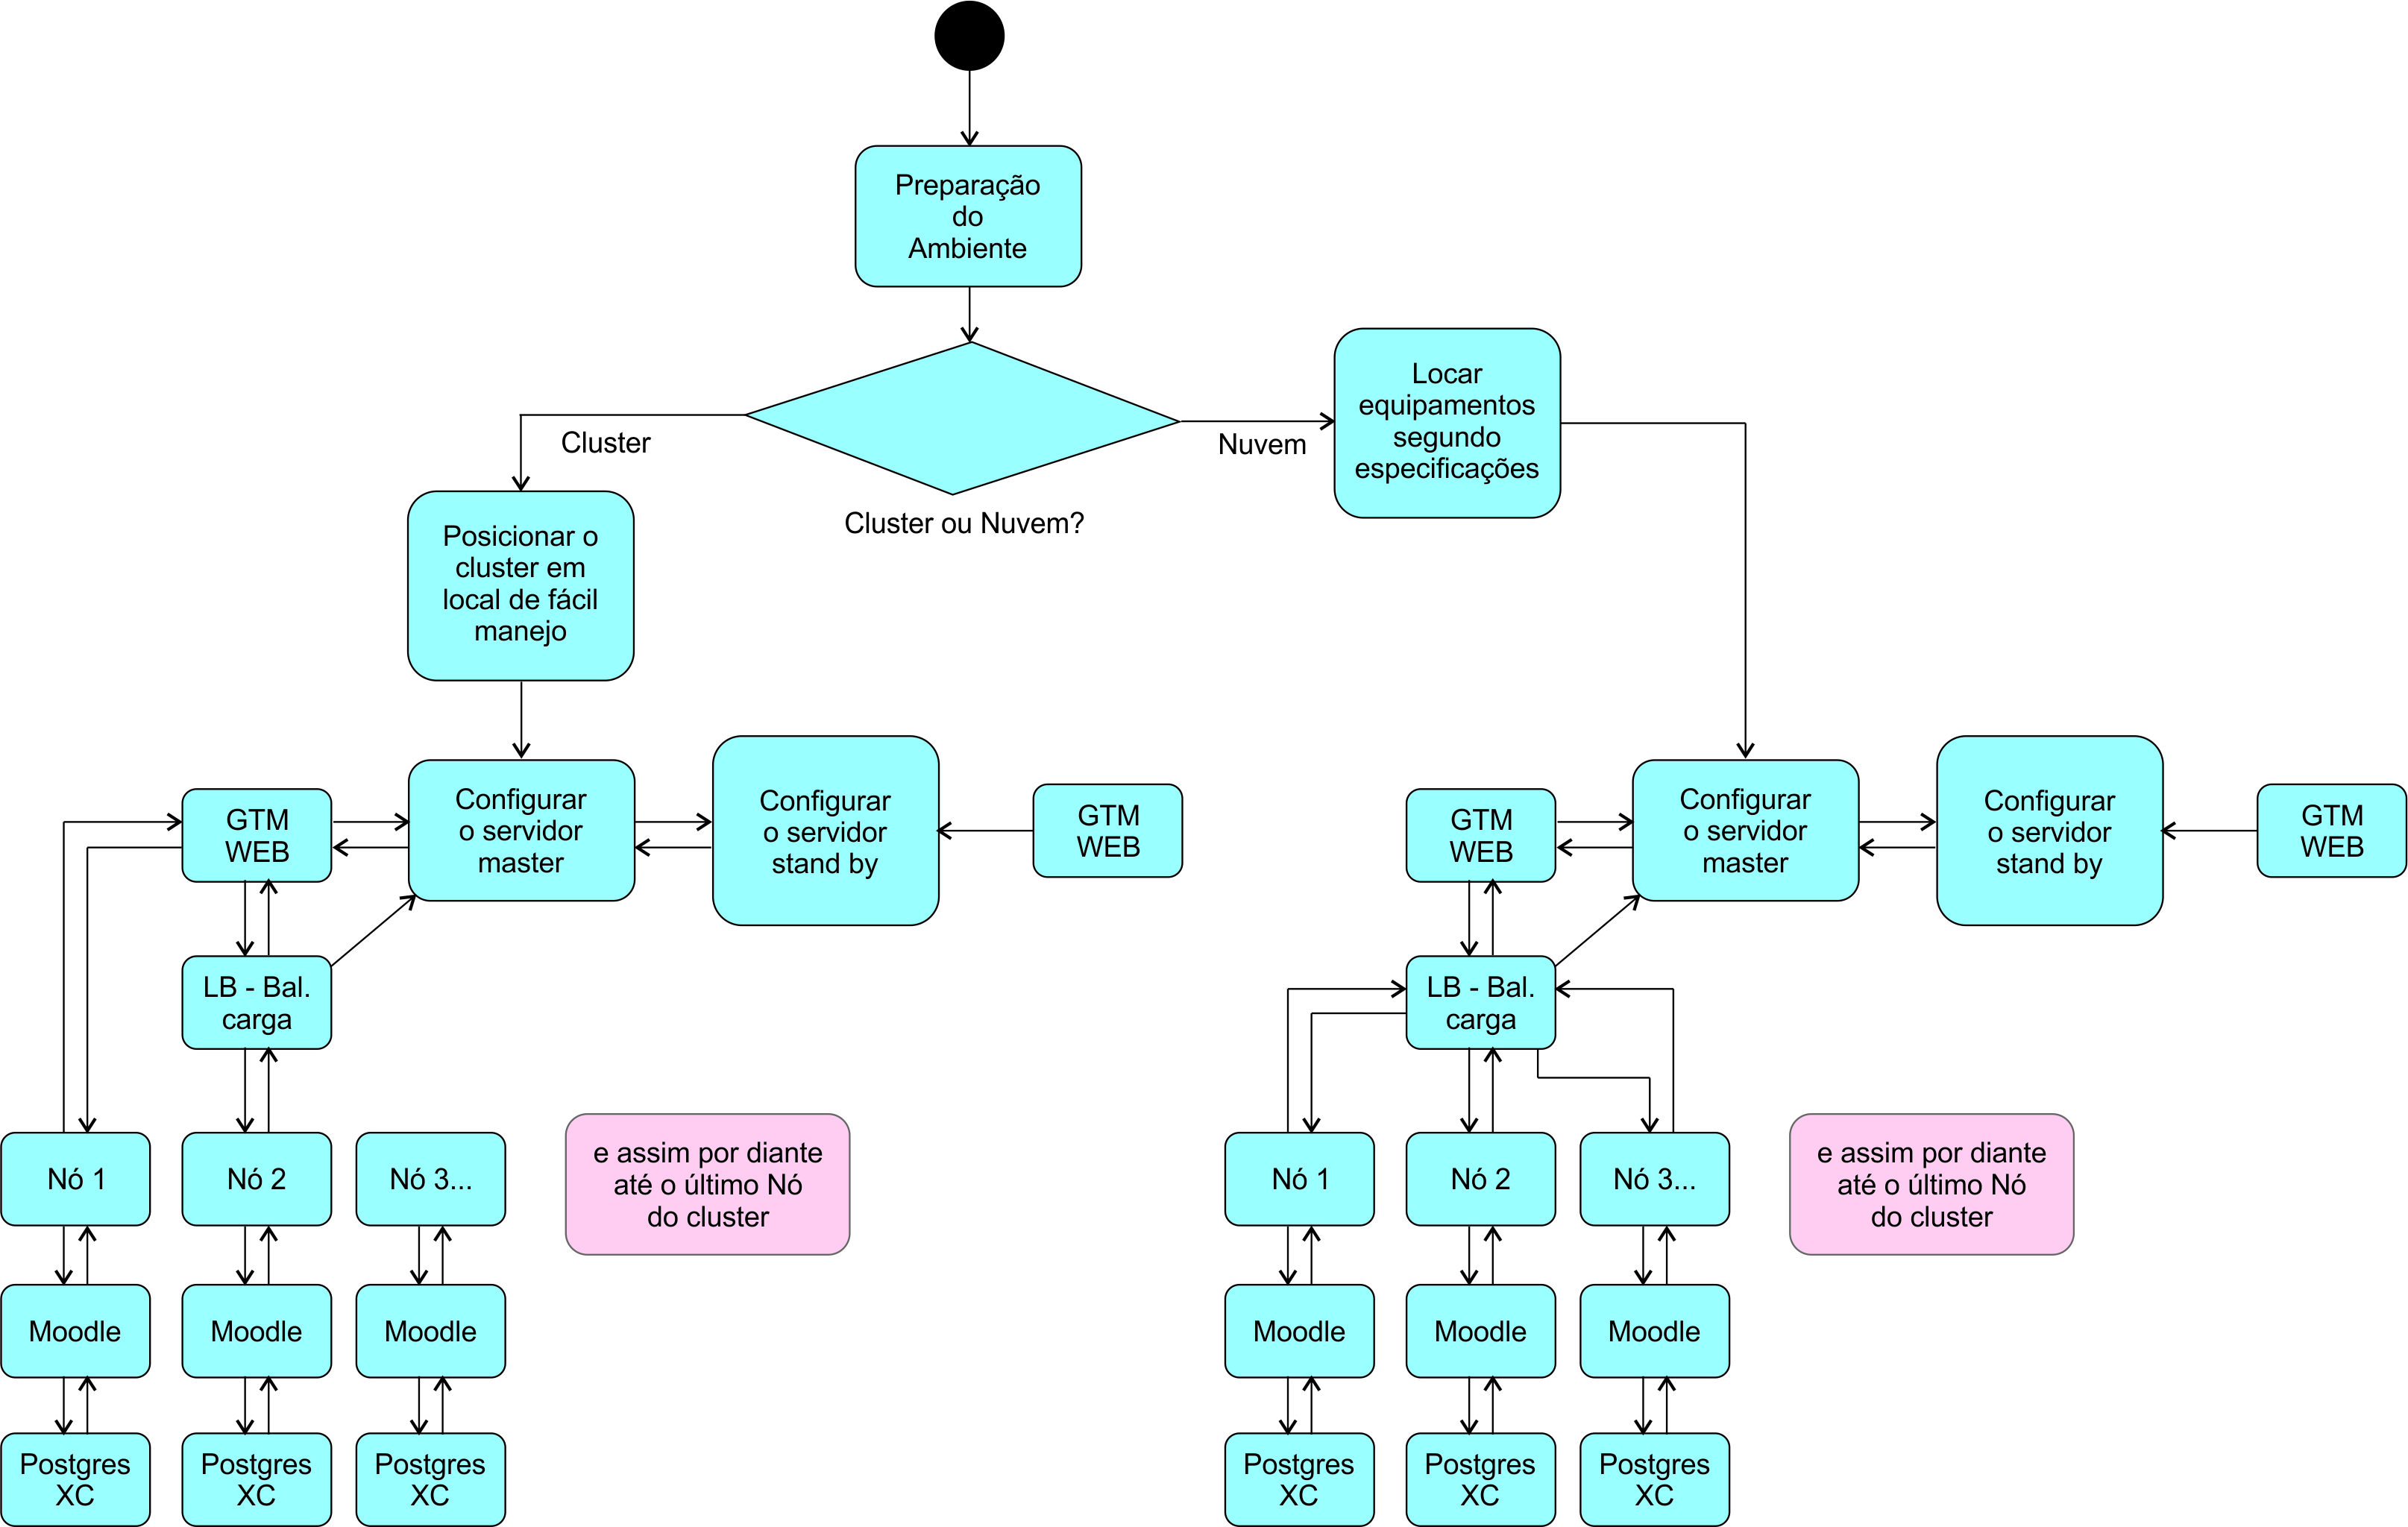 Preparação
do
Ambiente
Cluster
Cluster ou Nuvem?
Nuvem
Locar
equipamentos
segundo
especificações
Posicionar o
cluster em
local de fácil
manejo
GTM
WEB
Configurar
o servidor
master
Configurar
o servidor
stand by
GTM
WEB
LB - Bal.
carga
Nó 1
Nó 2
Nó 3...
e assim por diante
até o último Nó
do cluster
Moodle
Moodle
Moodle
Postgres
XC
Postgres
XC
Postgres
XC
GTM
WEB
Configurar
o servidor
master
Configurar
o servidor
stand by
GTM
WEB
LB - Bal.
carga
Nó 1
Nó 2
Nó 3...
e assim por diante
até o último Nó
do cluster
Moodle
Moodle
Moodle
Postgres
XC
Postgres
XC
Postgres
XC